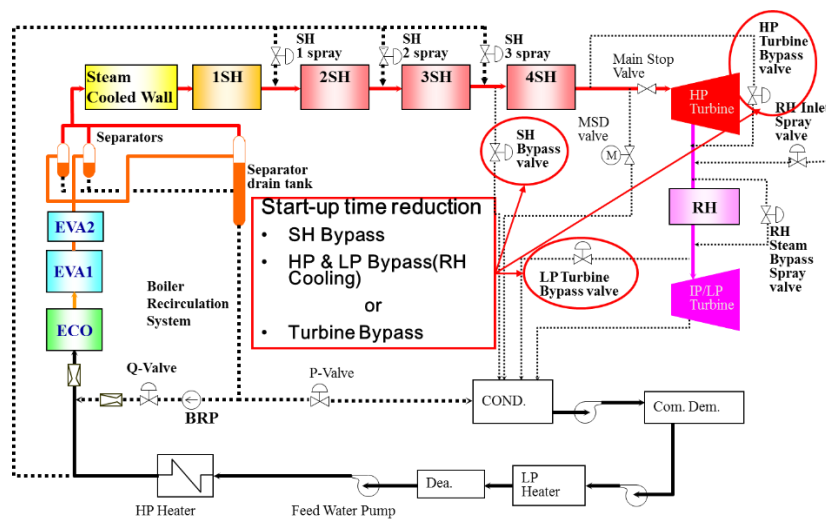 SH
1 spray
SH
2 spray
SH
3 spray
HP
Turbine
Bypass
valve
Main Stop
Valve
Steam
Cooled Wall
1SH
2SH
3SH
4SH
HP
Turbine
MSD
valve
RH Inlet
Spray
valve
SH
Bypass
valve
M
Separators
Separator
drain tank
Start-up time reduction
• SH Bypass
• HP & LP Bypass(RH
Cooling)
or
• Turbine Bypass
RH
RH
Steam
Bypass
Spray valve
LP Turbine
Bypass valve
IP/LP
Turbine
EVA2
EVA1
ECO
Boiler
Recirculation
System
Q-Valve
BRP
P-Valve
COND.
Com. Dem.
HP Heater
Feed Water Pump
Dea.
LP
Heater